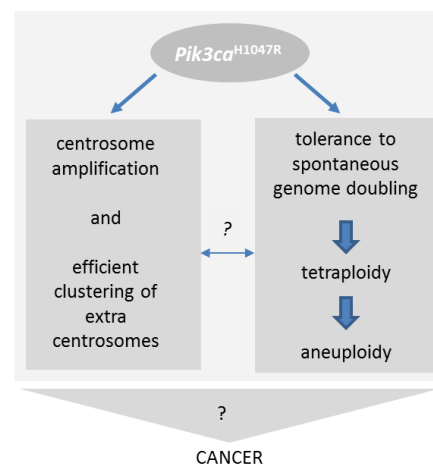 Pik3caH1047R
centrosome
amplification
and
efficient
clustering of
extra
centrosomes
?
tolerance to
spontaneous
genome doubling
tetraploidy
aneuploidy
?
CANCER